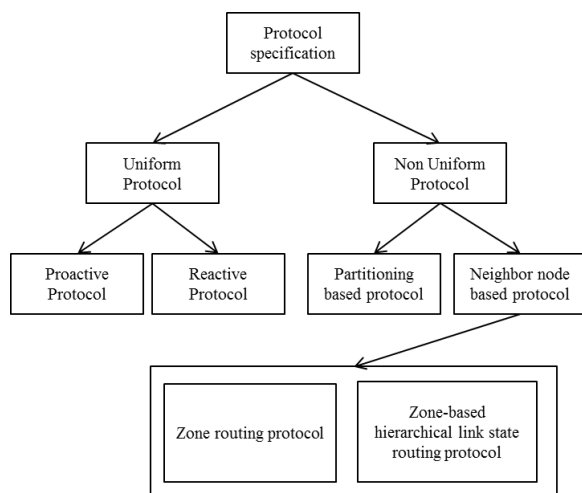 Protocol
specification
Uniform
Protocol
Non Uniform
Protocol
Proactive
Protocol
Reactive
Protocol
Partitioning
based protocol
Neighbor node
based protocol
Zone routing protocol
Zone-based
hierarchical link state
routing protocol